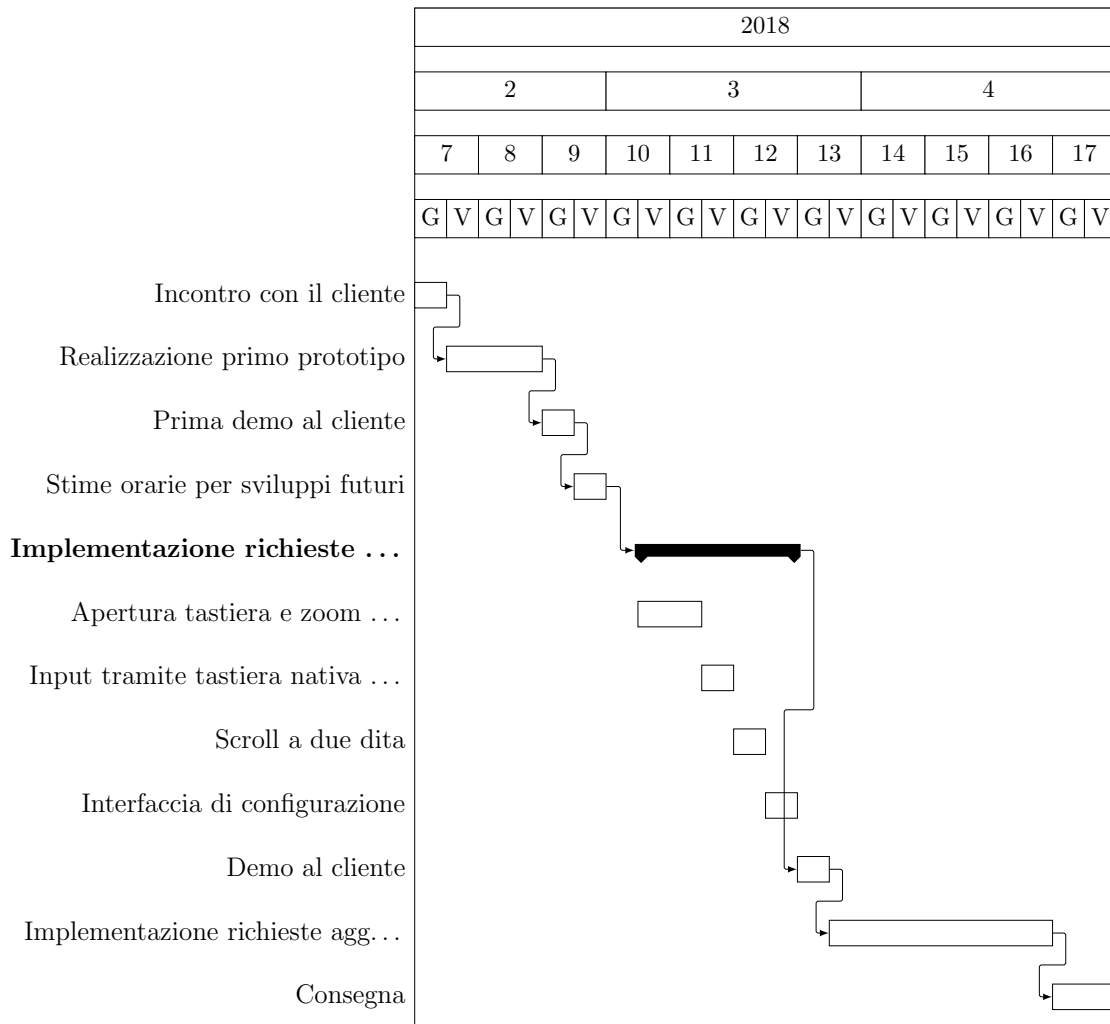 2018
2 3 4
7 8 9 10 11 12 13 14 15 16 17
G V G V G V G V G V G V G V G V G V G V G V
Incontro con il cliente
Realizzazione primo prototipo
Prima demo al cliente
Stime orarie per sviluppi futuri
Implementazione richieste ...
Apertura tastiera e zoom ...
Input tramite tastiera nativa ...
Scroll a due dita
Interfaccia di configurazione
Demo al cliente
Implementazione richieste agg...
Consegna